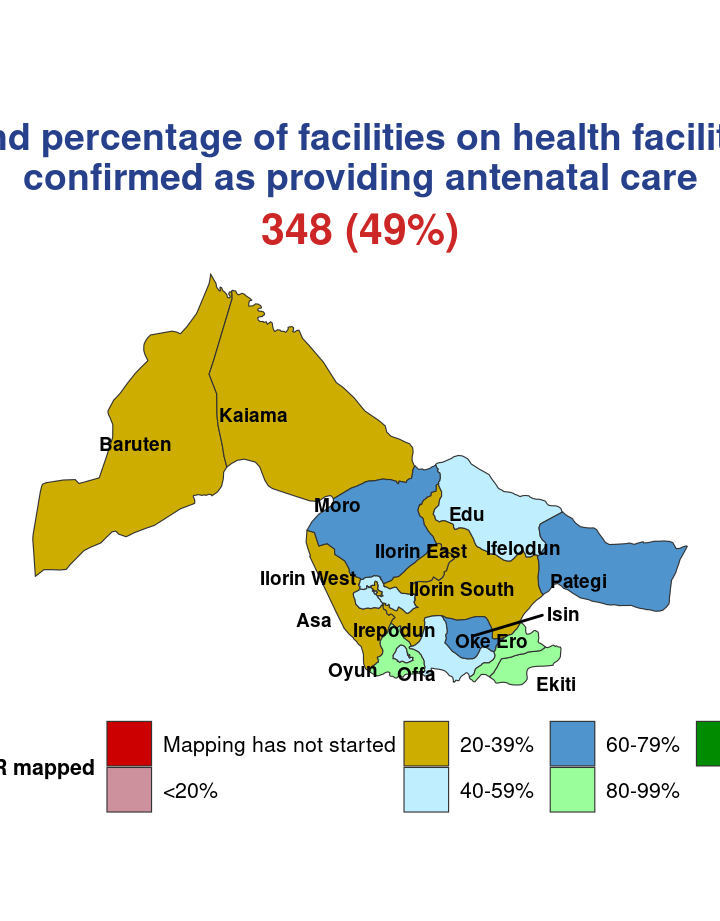 nd percentage of facilities on health facilit
confirmed as providing antenatal care
348 (49%)
Kaiama
Baruten
Moro
Edu
Ilorin East
Ifelodun
Ilorin West
Pategi
Ilorin South
Isin
Asa
Irepodun
Oke Ero
Oyun
Offa
Ekiti
R mapped
Mapping has not started
20-39%
60-79%
<20%
40-59%
80-99%